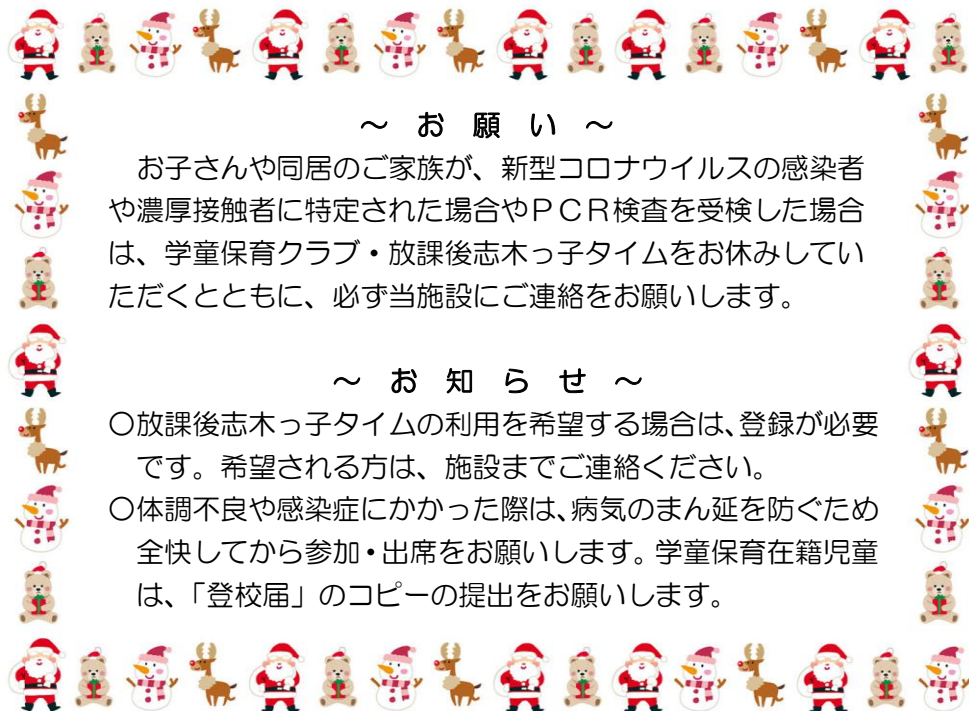 ～ お 願 い ～
お子さんや同居のご家族が、新型コロナウイルスの感染者
や濃厚接触者に特定された場合やＰＣＲ検査を受検した場合
は、学童保育クラブ・放課後志木っ子タイムをお休みしてい
ただくとともに、必ず当施設にご連絡をお願いします。
～ お 知 ら せ ～
〇放課後志木っ子タイムの利用を希望する場合は、登録が必要
です。希望される方は、施設までご連絡ください。
〇体調不良や感染症にかかった際は、病気のまん延を防ぐため
全快してから参加・出席をお願いします。学童保育在籍児童
は、「登校届」のコピーの提出をお願いします。